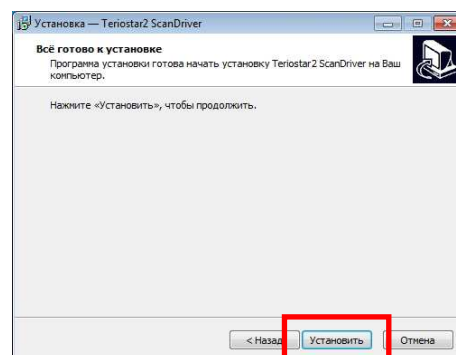 Установка — Teriostar2 ScanDriver
Всё готово к установке
Программа установки готова начать установку Teriostar2 ScanDriver на Ваш
компьютер.
Нажмите «Установить», чтобы продолжить.
< Назад Установить Отмена